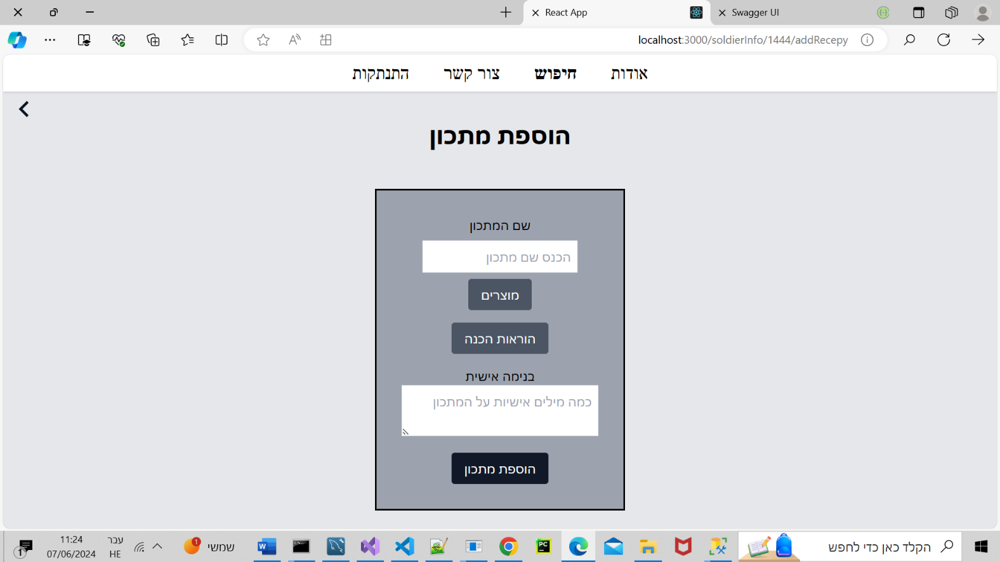 React App
Swagger UI
localhost:3000/soldierInfo/1444/addRecepy
אודות חיפוש צור קשר התנתקות
הוספת מתכון
שם המתכון
הכנס שם מתכון
מוצרים
הוראות הכנה
בנימה אישית
כמה מילים אישיות על המתכון
הוספת מתכון
הקלד כאן כדי לחפש
PC
1
שמשי
עבר
HE
11:24
07/06/2024
1